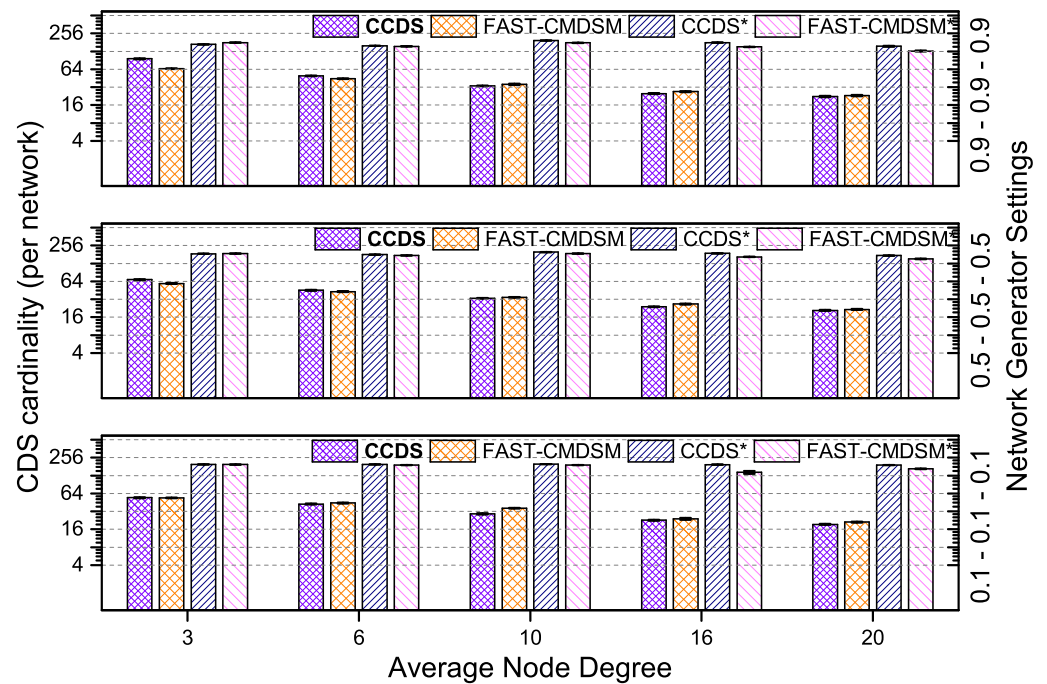 CDS cardinality (per network)
CCDS FAST-CMDSM CCDS* FAST-CMDSM*
256
64
16
4
0.9 - 0.9 - 0.9
CCDS FAST-CMDSM CCDS* FAST-CMDSM*
256
64
16
4
0.5 - 0.5 - 0.5
CCDS FAST-CMDSM CCDS* FAST-CMDSM*
256
64
16
4
0.1 - 0.1 - 0.1
Network Generator Settings
3 6 10 16 20
Average Node Degree